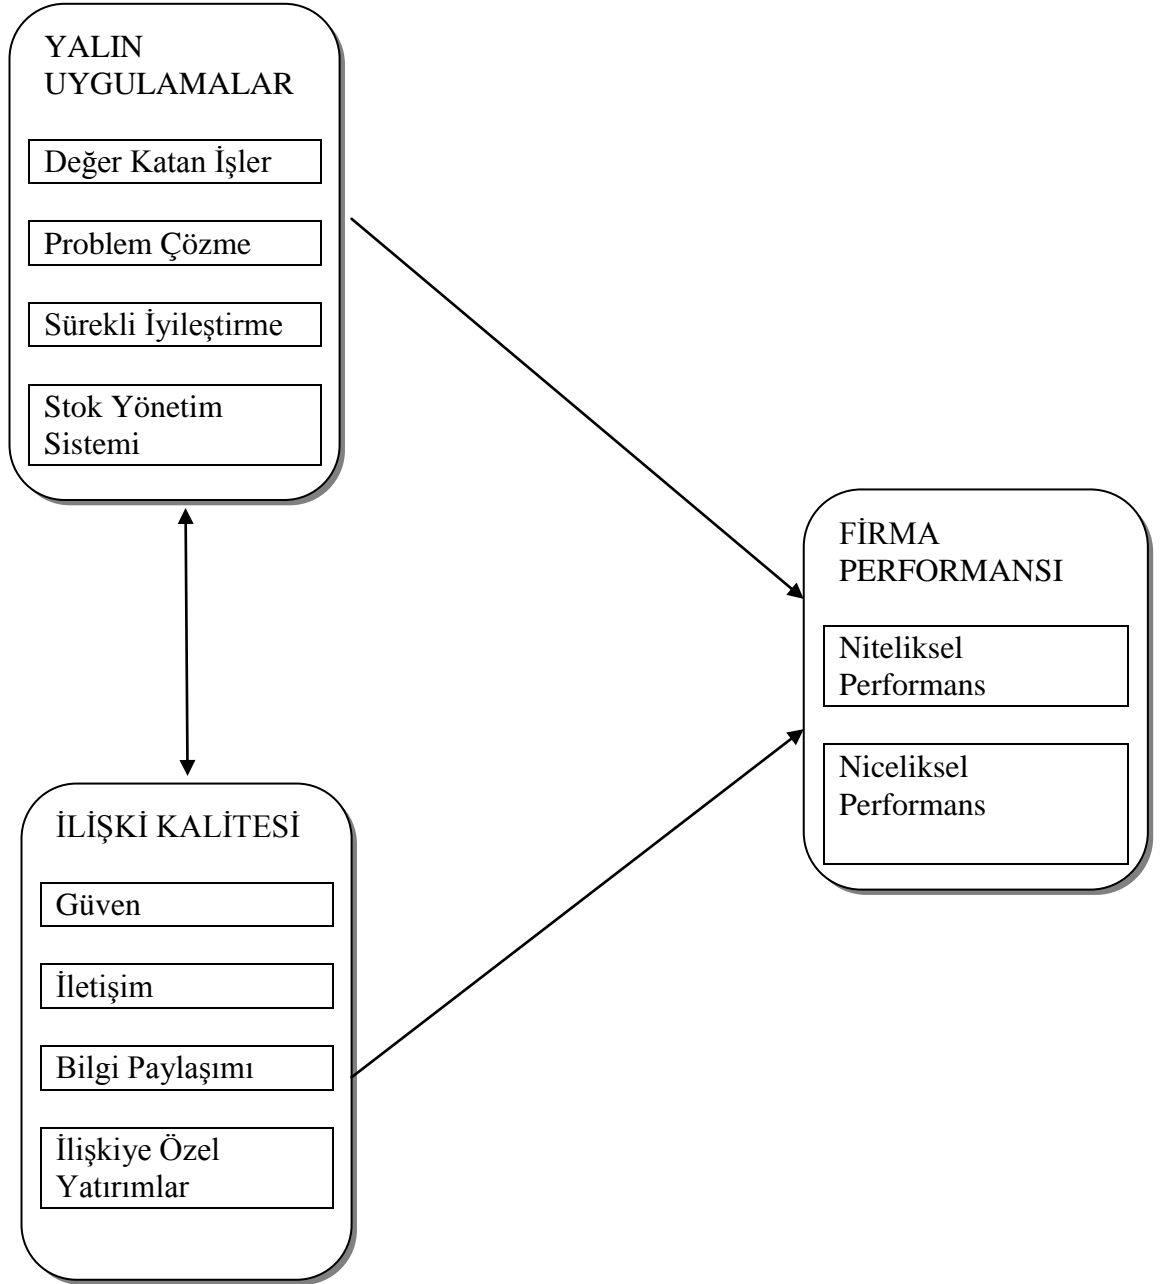 YALIN
UYGULAMALAR
Değer Katan İşler
Problem Çözme
Sürekli İyileştirme
Stok Yönetim
Sistemi
FİRMA
PERFORMANSI
Niteliksel
Performans
Niceliksel
Performans
İLİŞKİ KALİTESİ
Güven
İletişim
Bilgi Paylaşımı
İlişkiye Özel
Yatırımlar